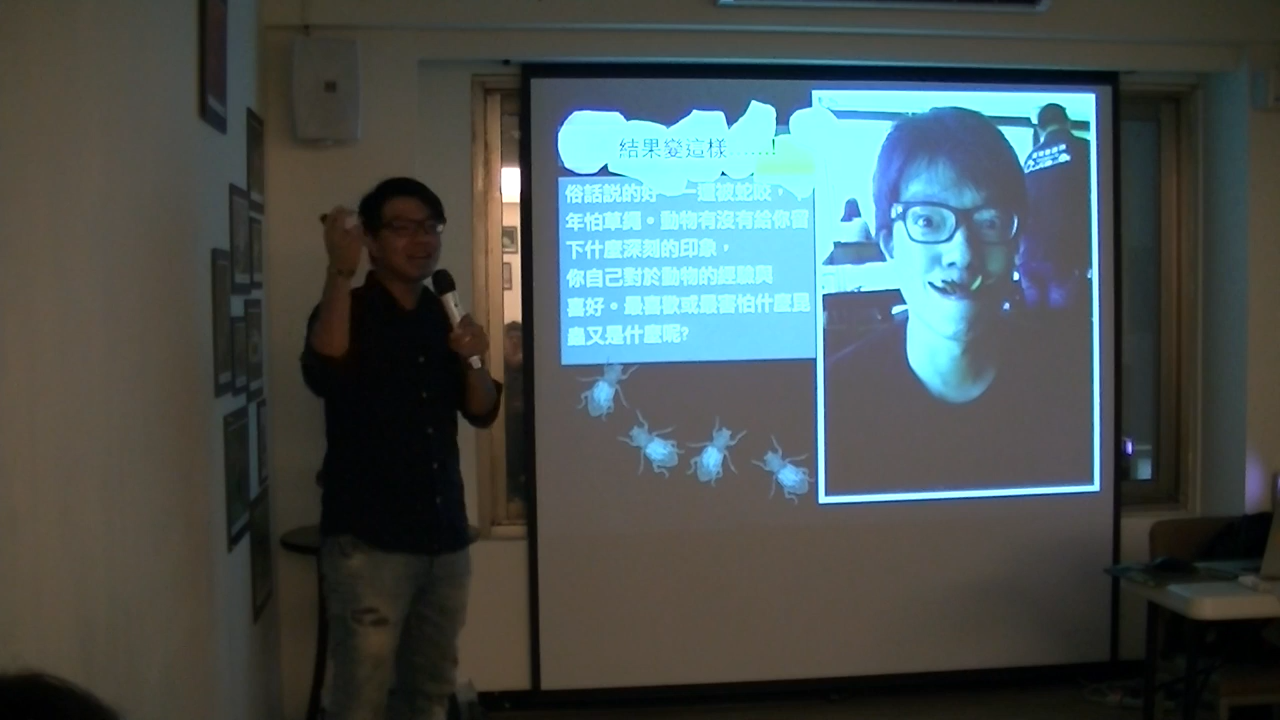 結果變這樣......!
俗話說的好 一遭被蛇咬，
年怕草繩。動物有沒有給你留
下什麼深刻的印象，
你自己對於動物的經驗與
喜好。最喜歡或最害怕什麼昆
蟲又是什麼呢?